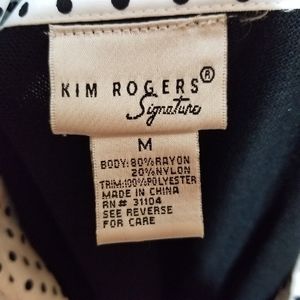 KIM ROGERS®
Signature
M
BODY: 80% RAYON
20% NYLON
TRIM: 100% POLYESTER
MADE IN CHINA
RN# 31104
SEE REVERSE
FOR CARE